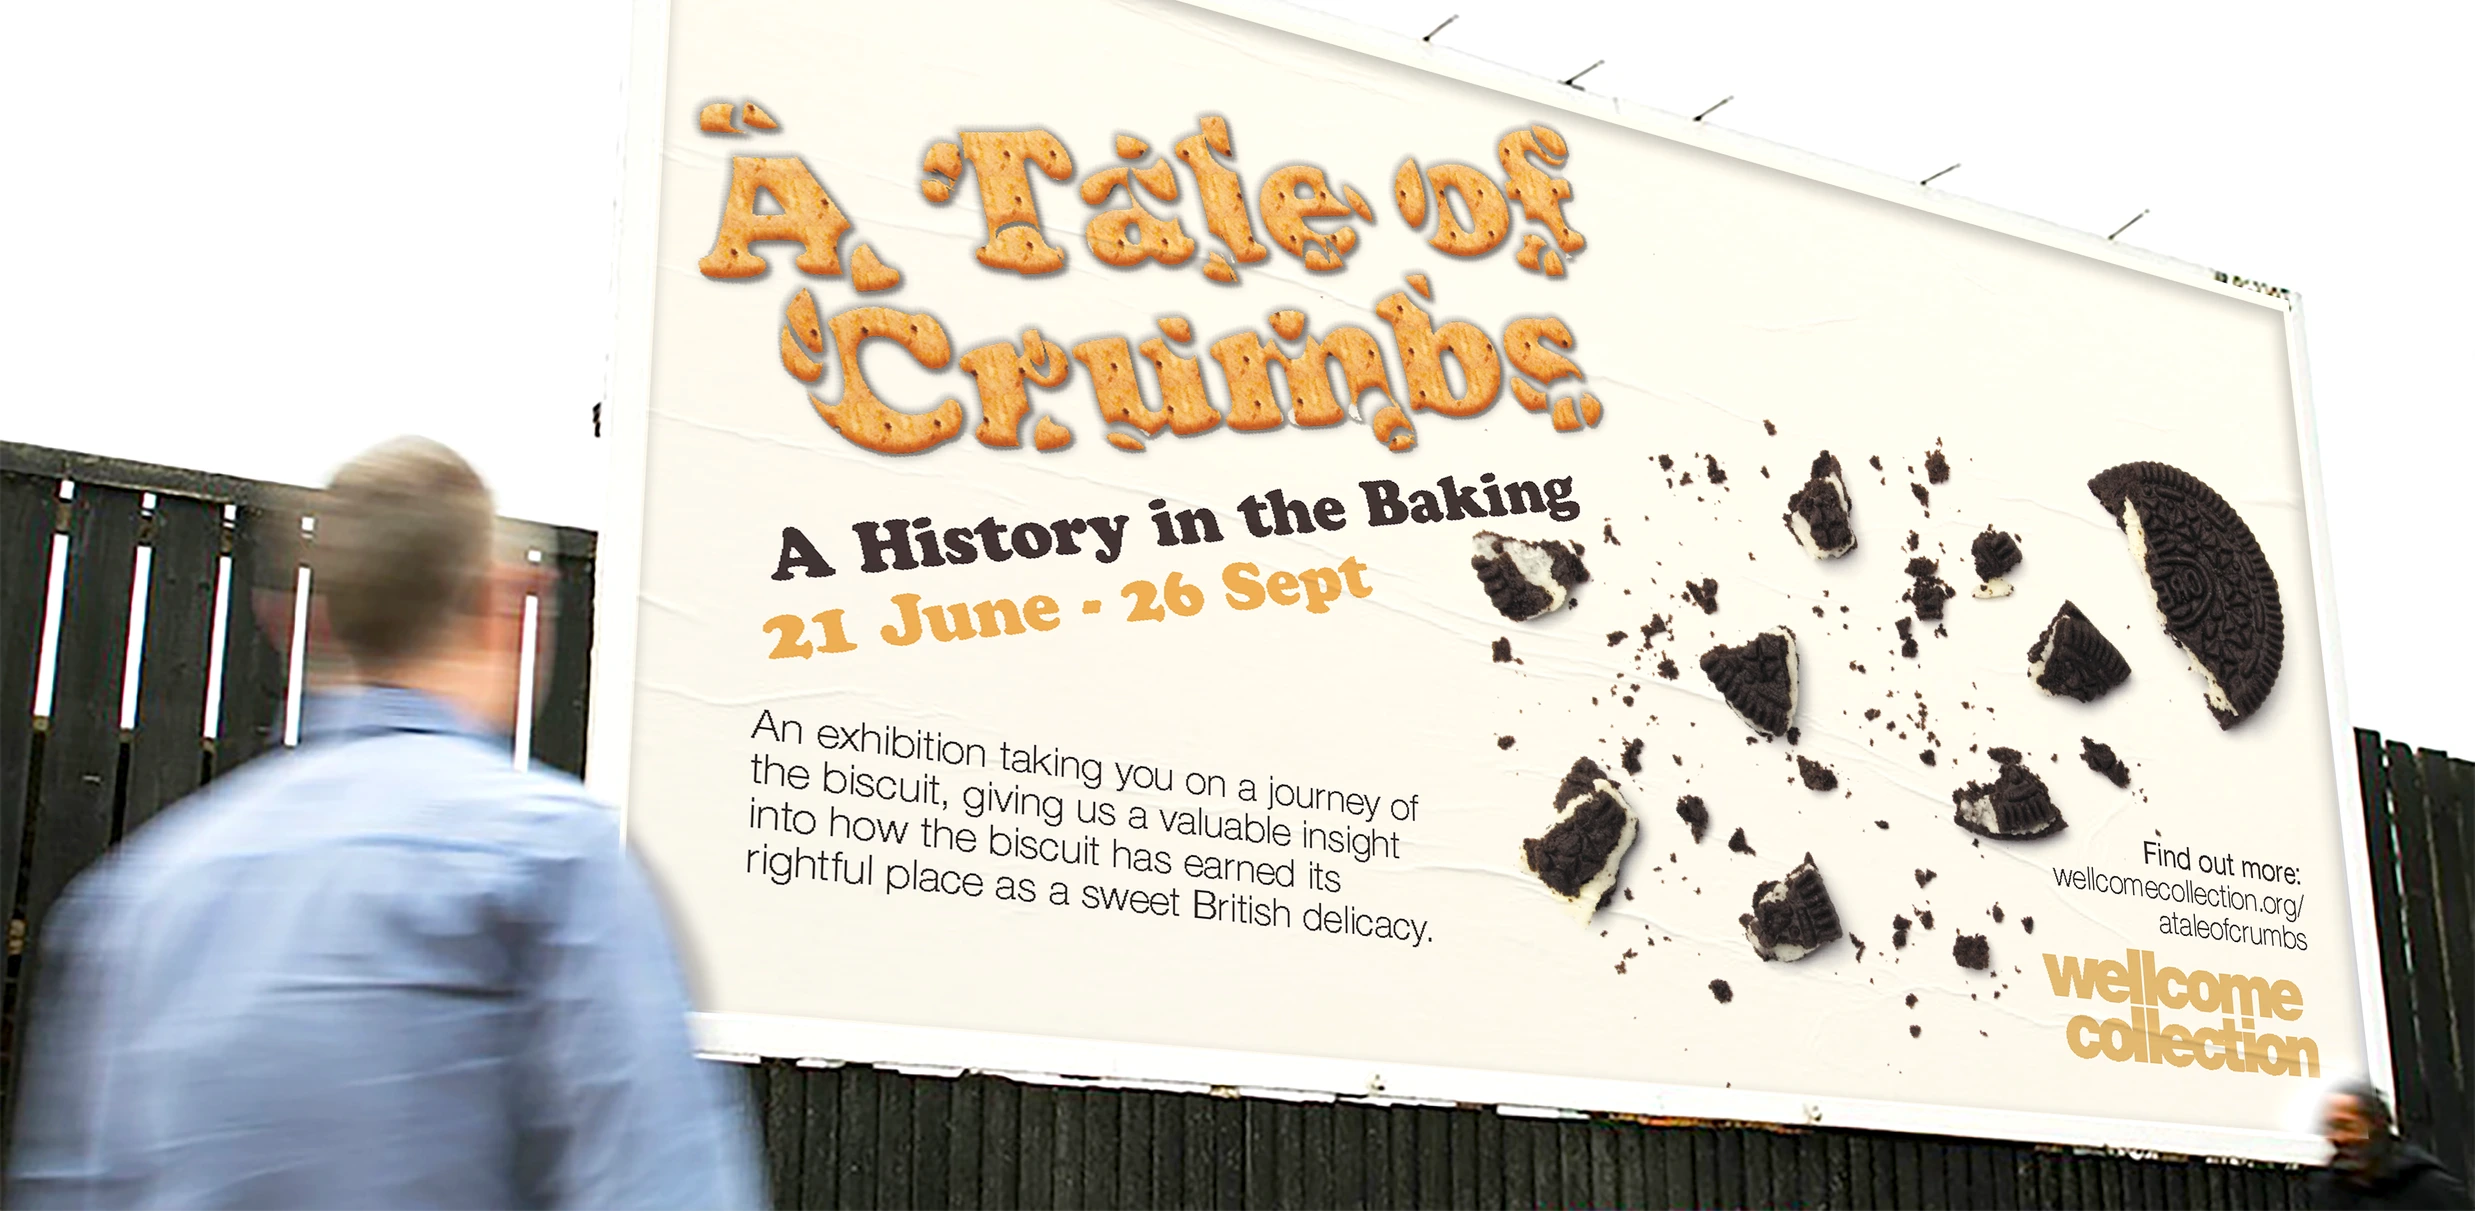 A Tale of
Crumbs
A History in the Baking
21 June - 26 Sept
An exhibition taking you on a journey of
the biscuit, giving us a valuable insight
into how the biscuit has earned its
rightful place as a sweet British delicacy.
Find out more:
wellcomecollection.org/
ataleofcrumbs
wellcome
collection